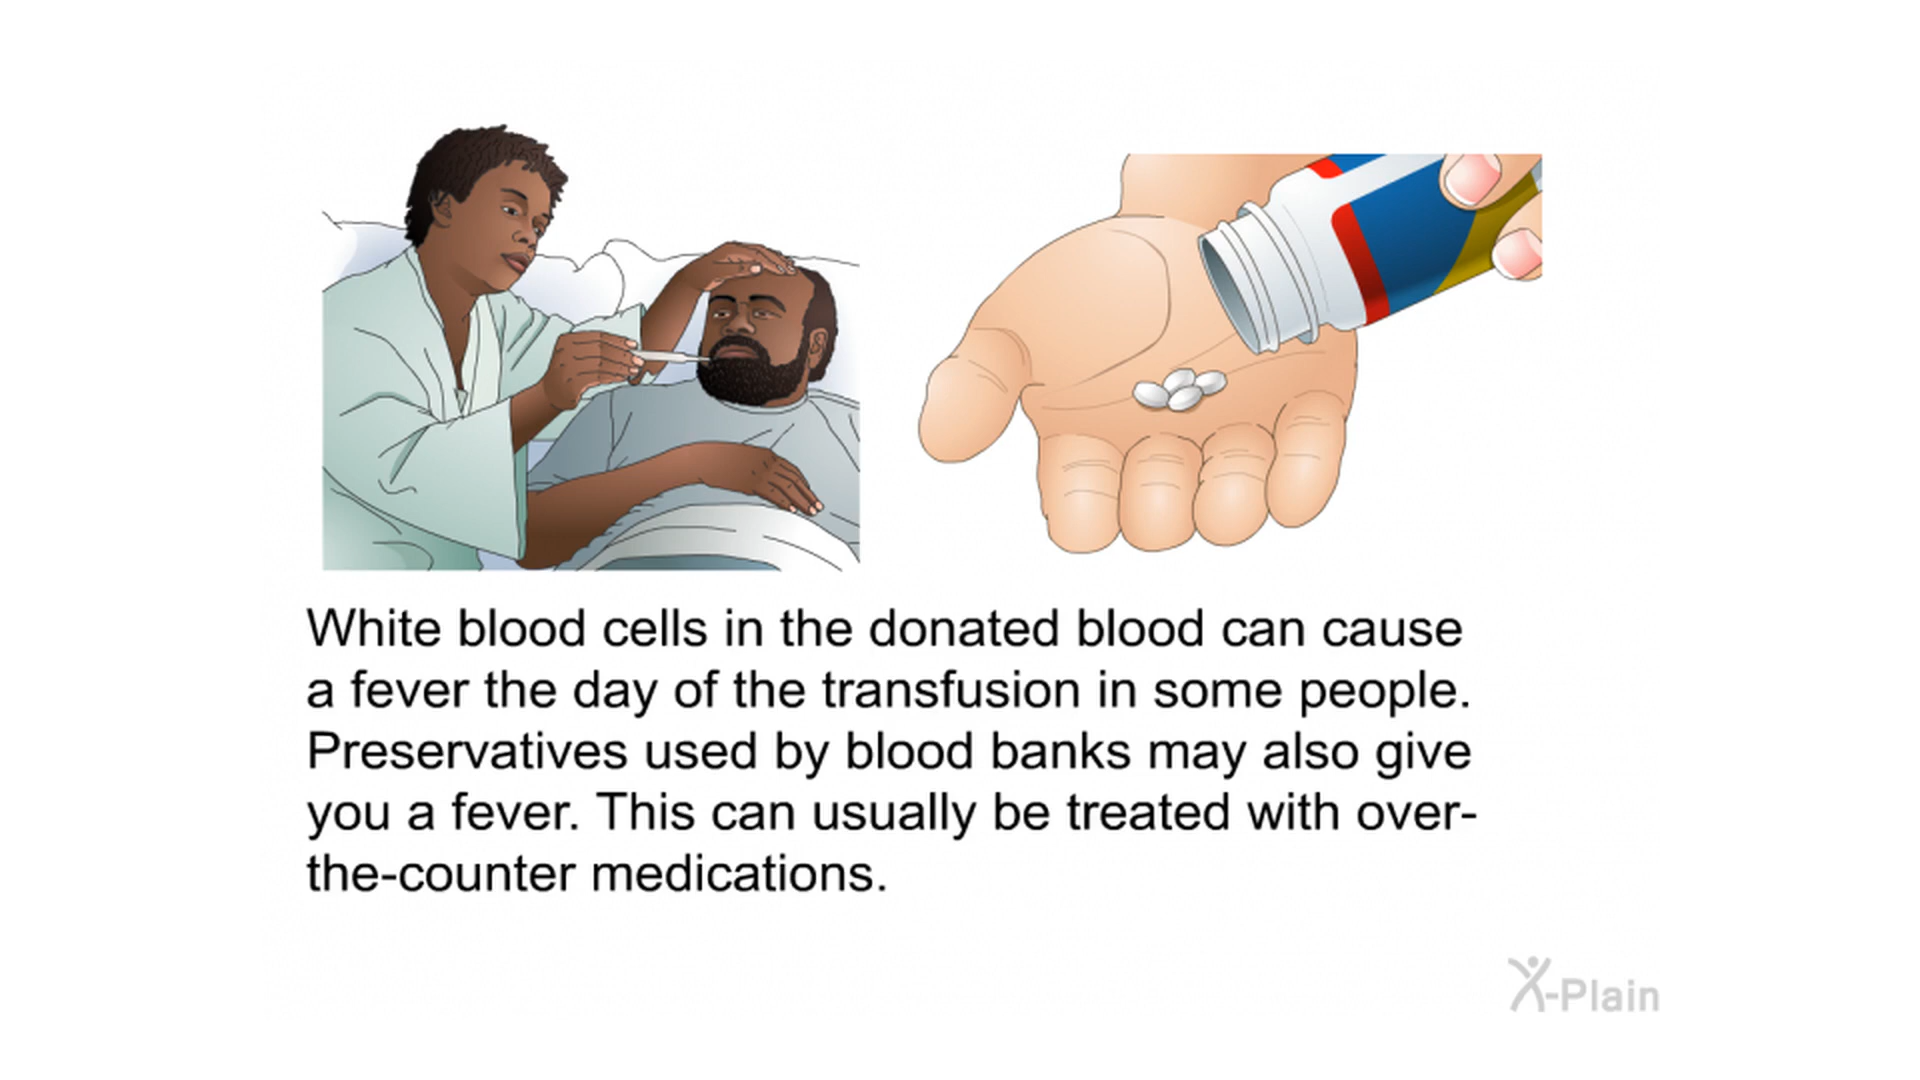 White blood cells in the donated blood can cause
a fever the day of the transfusion in some people.
Preservatives used by blood banks may also give
you a fever. This can usually be treated with over-
the-counter medications.
X-Plain